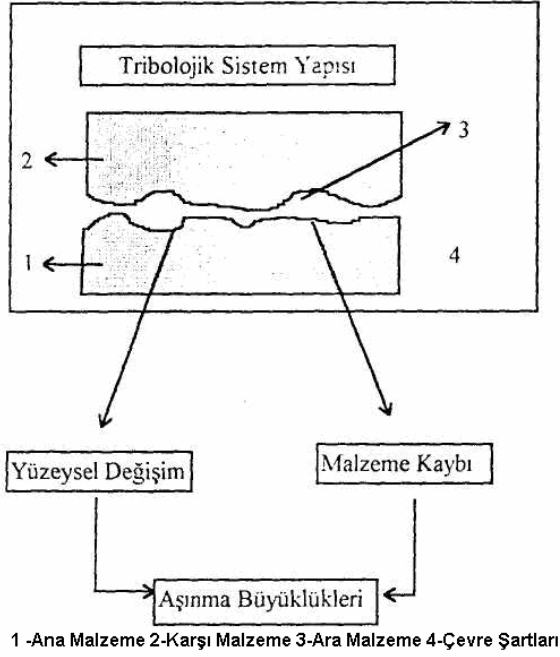 Tribolojik Sistem Yapısı
3
2
1
4
Yüzeysel Değişim
Malzeme Kaybı
Aşınma Büyüklükleri
1 -Ana Malzeme 2-Karşı Malzeme 3-Ara Malzeme 4-Çevre Şartları